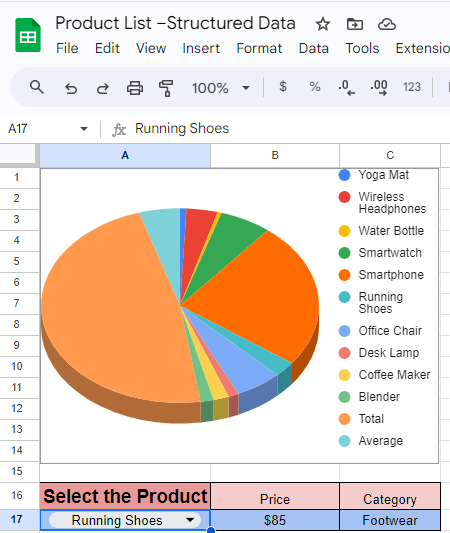 Product List –Structured Data
File Edit View Insert Format Data Tools Extensio
100% $ % .0 .00 123
A17 fx Running Shoes
A B C
1 Yoga Mat
2 Wireless
Headphones
3
Water Bottle
4
Smartwatch
5
Smartphone
6
Running
7 Shoes
8 Office Chair
9 Desk Lamp
10 Coffee Maker
11 Blender
12 Total
13 Average
14
15
16 Select the Product Price Category
17 Running Shoes $85 Footwear